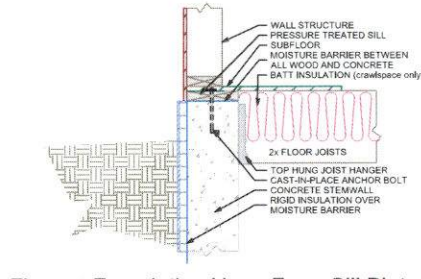 WALL STRUCTURE
PRESSURE TREATED SILL
SUBFLOOR
MOISTURE BARRIER BETWEEN
ALL WOOD AND CONCRETE
BATT INSULATION (crawlspace only
2x FLOOR JOISTS
TOP HUNG JOIST HANGER
CAST-IN-PLACE ANCHOR BOLT
CONCRETE STEMWALL
RIGID INSULATION OVER
MOISTURE BARRIER